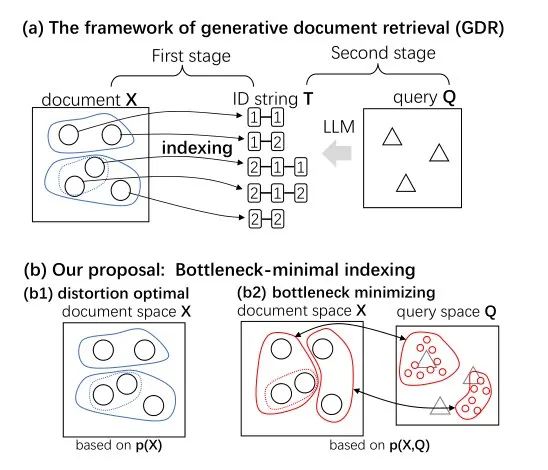 (a) The framework of generative document retrieval (GDR)
First stage
Second stage
document X
ID string T
query Q
1 1
1 2
LLM
indexing
2 1 1
2 1 2
2 2
(b) Our proposal: Bottleneck-minimal indexing
(b1) distortion optimal
(b2) bottleneck minimizing
document space X
document space X
query space Q
based on p(X)
based on p(X,Q)